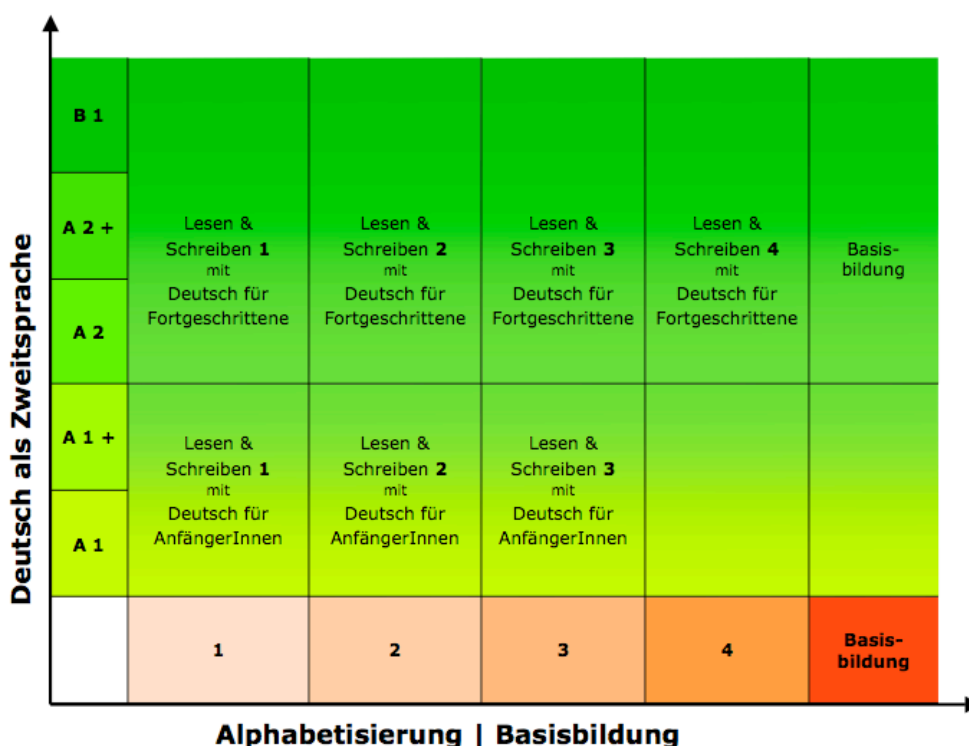 B 1
A 2 +
A 2
A 1 +
A 1
Deutsch als Zweitsprache
Lesen &
Schreiben 1
mit
Deutsch für
Fortgeschrittene
Lesen &
Schreiben 2
mit
Deutsch für
Fortgeschrittene
Lesen &
Schreiben 3
mit
Deutsch für
Fortgeschrittene
Lesen &
Schreiben 4
mit
Deutsch für
Fortgeschrittene
Basis-
bildung
Lesen &
Schreiben 1
mit
Deutsch für
AnfängerInnen
Lesen &
Schreiben 2
mit
Deutsch für
AnfängerInnen
Lesen &
Schreiben 3
mit
Deutsch für
AnfängerInnen
1
2
3
4
Basis-
bildung
Alphabetisierung | Basisbildung